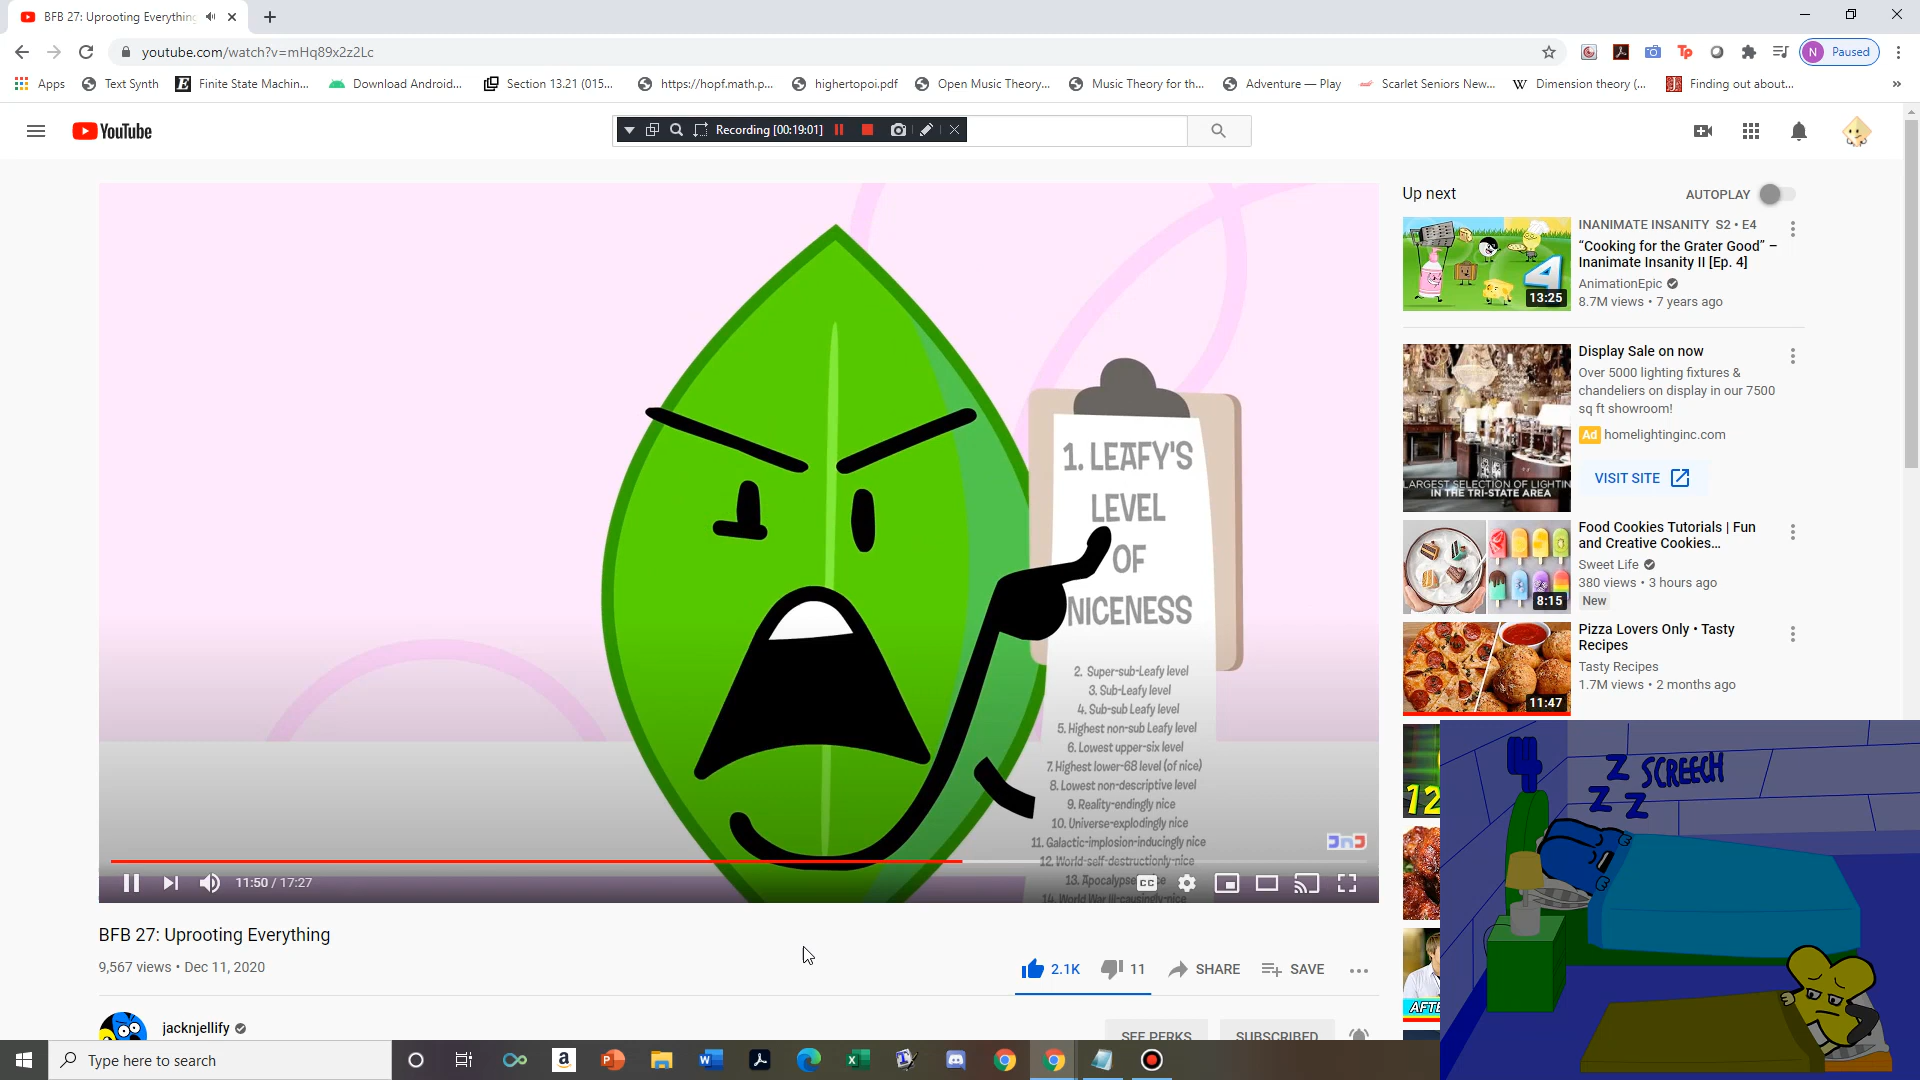 BFB 27: Uprooting Everything
youtube.com/watch?v=mHq89x2z2Lc
N Paused
Apps Text Synth Finite State Machin... Download Android... Section 13.21 (015... https://hopf.math.p... highertopoi.pdf Open Music Theory... Music Theory for th... Adventure — Play Scarlet Seniors New... Dimension theory (... Finding out about... »
YouTube
Recording [00:19:01]
1. LEAFY'S
LEVEL
OF
NICENESS
2. Super-sub-Leafy level
3. Sub-Leafy level
4. Sub-sub Leafy level
5. Highest non-sub Leafy level
6. Lowest upper-six level
7. Highest lower-68 level (of nice)
8. Lowest non-descriptive level
9. Reality-endingly nice
10. Universe-explodingly nice
11. Galactic-implosion-inducingly nice
12. World-self-destructionly-nice
13. Apocalypse
14. World War III-causingly-nice
11:50 / 17:27
CC
BFB 27: Uprooting Everything
9,567 views • Dec 11, 2020
2.1K 11 SHARE SAVE
jacknjellify
SEE PERKS SUBSCRIBED
Up next
AUTOPLAY
INANIMATE INSANITY S2 • E4
“Cooking for the Grater Good” –
Inanimate Insanity II [Ep. 4]
AnimationEpic
8.7M views • 7 years ago
4
13:25
Display Sale on now
Over 5000 lighting fixtures &
chandeliers on display in our 7500
sq ft showroom!
Ad homelightinginc.com
VISIT SITE
LARGEST SELECTION OF LIGHTIN
IN THE TRI-STATE AREA
Food Cookies Tutorials | Fun
and Creative Cookies...
Sweet Life
380 views • 3 hours ago
New
8:15
Pizza Lovers Only • Tasty
Recipes
Tasty Recipes
1.7M views • 2 months ago
11:47
12
AFTE
Z SCREECH
Z Z
Type here to search